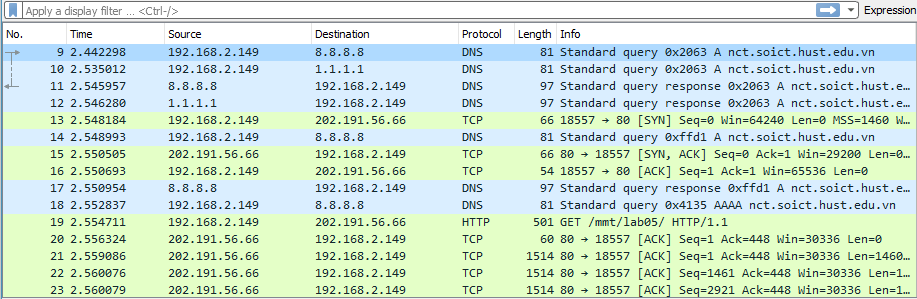 Apply a display filter ... <Ctrl-/> Expression
No. Time Source Destination Protocol Length Info
9 2.442298 192.168.2.149 8.8.8.8 DNS 81 Standard query 0x2063 A nct.soict.hust.edu.vn
10 2.535012 192.168.2.149 1.1.1.1 DNS 81 Standard query 0x2063 A nct.soict.hust.edu.vn
11 2.545957 8.8.8.8 192.168.2.149 DNS 97 Standard query response 0x2063 A nct.soict.hust.e…
12 2.546280 1.1.1.1 192.168.2.149 DNS 97 Standard query response 0x2063 A nct.soict.hust.e…
13 2.548184 192.168.2.149 202.191.56.66 TCP 66 18557 → 80 [SYN] Seq=0 Win=64240 Len=0 MSS=1460 W…
14 2.548993 192.168.2.149 8.8.8.8 DNS 81 Standard query 0xffd1 A nct.soict.hust.edu.vn
15 2.550505 202.191.56.66 192.168.2.149 TCP 66 80 → 18557 [SYN, ACK] Seq=0 Ack=1 Win=29200 Len=0…
16 2.550693 192.168.2.149 202.191.56.66 TCP 54 18557 → 80 [ACK] Seq=1 Ack=1 Win=65536 Len=0
17 2.550954 8.8.8.8 192.168.2.149 DNS 97 Standard query response 0xffd1 A nct.soict.hust.e…
18 2.552837 192.168.2.149 8.8.8.8 DNS 81 Standard query 0x4135 AAAA nct.soict.hust.edu.vn
19 2.554711 192.168.2.149 202.191.56.66 HTTP 501 GET /mmt/lab05/ HTTP/1.1
20 2.556324 202.191.56.66 192.168.2.149 TCP 60 80 → 18557 [ACK] Seq=1 Ack=448 Win=30336 Len=0
21 2.559086 202.191.56.66 192.168.2.149 TCP 1514 80 → 18557 [ACK] Seq=1 Ack=448 Win=30336 Len=1460…
22 2.560076 202.191.56.66 192.168.2.149 TCP 1514 80 → 18557 [ACK] Seq=1461 Ack=448 Win=30336 Len=1…
23 2.560079 202.191.56.66 192.168.2.149 TCP 1514 80 → 18557 [ACK] Seq=2921 Ack=448 Win=30336 Len=1…